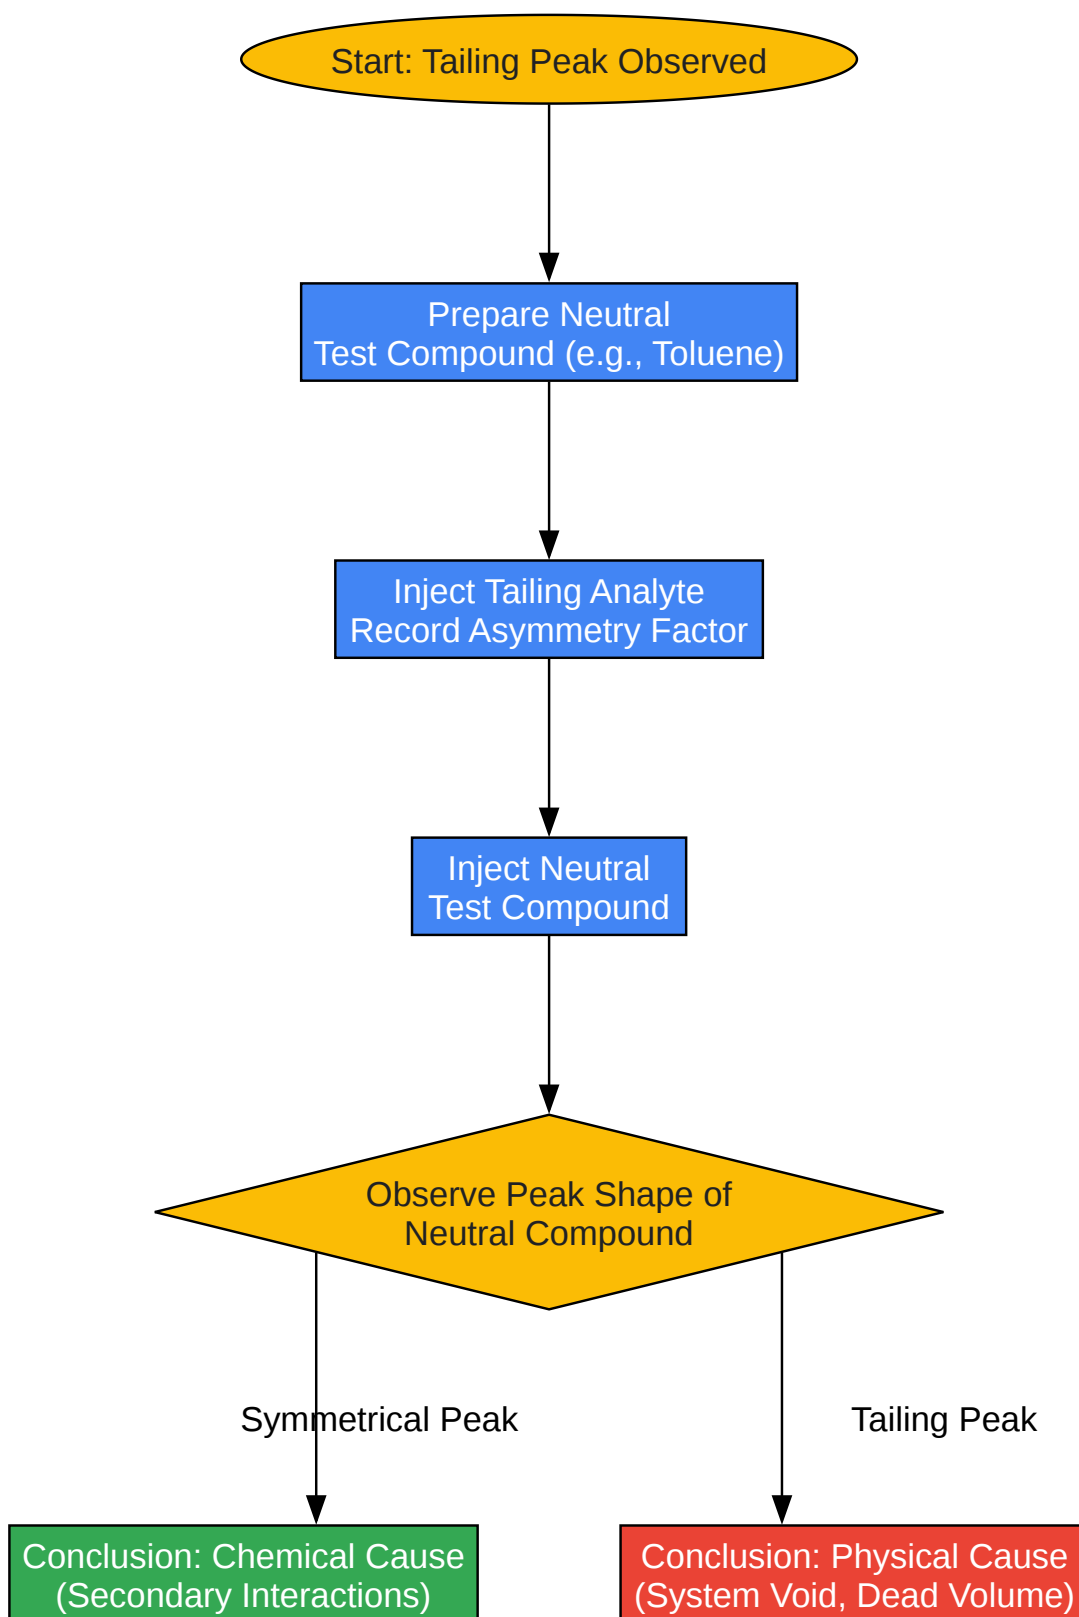 Start: Tailing Peak Observed
Prepare Neutral
Test Compound (e.g., Toluene)
Inject Tailing Analyte
Record Asymmetry Factor
Inject Neutral
Test Compound
Observe Peak Shape of
Neutral Compound
Symmetrical Peak
Tailing Peak
Conclusion: Chemical Cause
(Secondary Interactions)
Conclusion: Physical Cause
(System Void, Dead Volume)